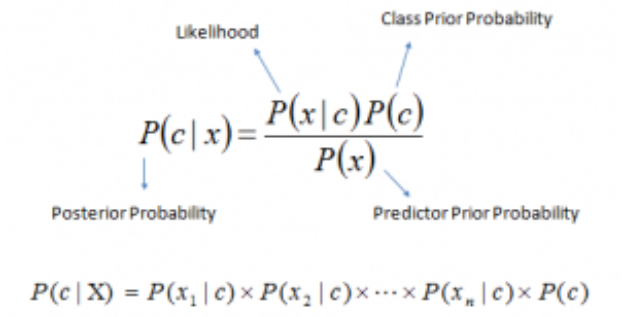 Likelihood
Class Prior Probability
P(c | x) = P(x | c)P(c) / P(x)
Posterior Probability
Predictor Prior Probability
P(c | X) = P(x₁ | c) × P(x₂ | c) × ··· × P(xₙ | c) × P(c)